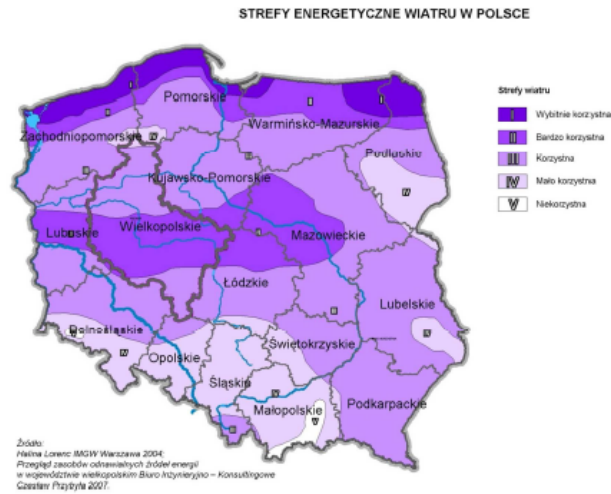 STREFY ENERGETYCZNE WIATRU W POLSCE
Strefy wiatru
I Wybitnie korzystna
II Bardzo korzystna
III Korzystna
IV Mało korzystna
V Niekorzystna
Pomorskie
Warmińsko-Mazurskie
Zachodniopomorskie
Podlaskie
Kujawsko-Pomorskie
Lubuskie
Wielkopolskie
Mazowieckie
Łódzkie
Lubelskie
Dolnośląskie
Opolskie
Świętokrzyskie
Śląskie
Małopolskie
Podkarpackie
Źródło:
Halina Lorenc IMGW Warszawa 2004;
Przegląd zasobów odnawialnych źródeł energii
w województwie wielkopolskim Biuro Inżynieryjno – Konsultingowe
Czesław Przybyła 2007.